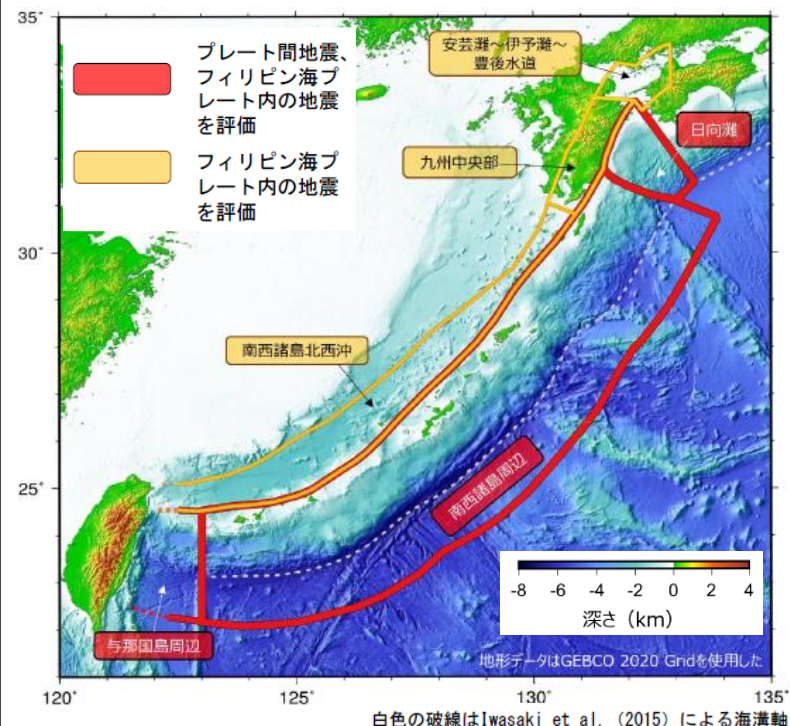 35°
30°
25°
プレート間地震、
フィリピン海プ
レート内の地震
を評価
フィリピン海プ
レート内の地震
を評価
安芸灘～伊予灘～
豊後水道
日向灘
九州中央部
南西諸島北西沖
南西諸島周辺
与那国島周辺
-8 -6 -4 -2 0 2 4
深さ（km）
地形データはGEBCO 2020 Gridを使用した
120° 125° 130° 135°
白色の破線はIwasaki et al. (2015) による海溝軸